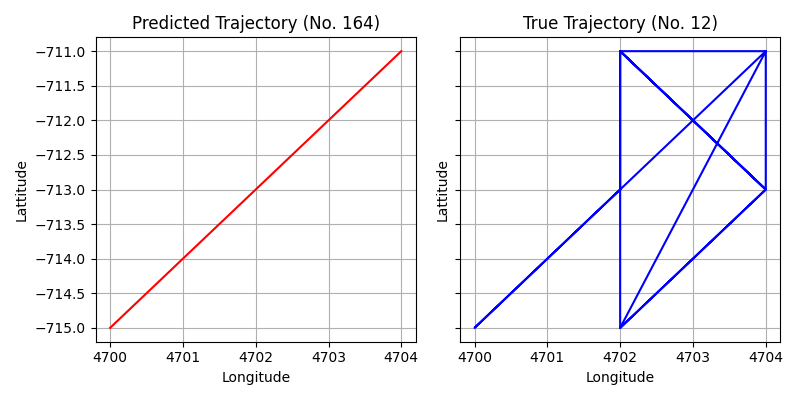 Predicted Trajectory (No. 164)
True Trajectory (No. 12)
−711.0
−711.5
−712.0
−712.5
−713.0
−713.5
−714.0
−714.5
−715.0
Lattitude
Lattitude
4700 4701 4702 4703 4704
4700 4701 4702 4703 4704
Longitude
Longitude